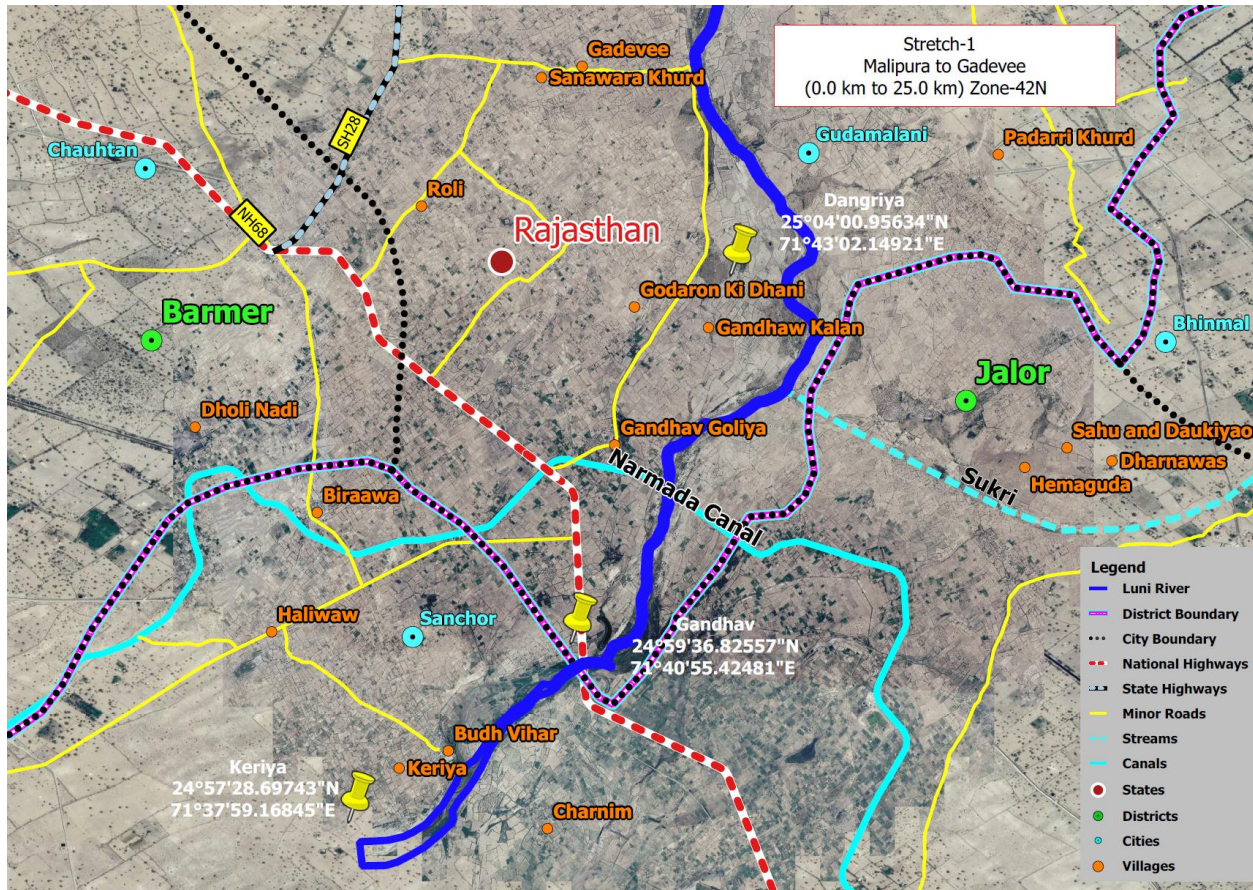 Stretch-1
Malipura to Gadevee
(0.0 km to 25.0 km) Zone-42N
Gadevee
Sanawara Khurd
SH28
Chauhtan
Gudamalani
Padarri Khurd
Roli
Dangriya
25°04'00.95634"N
71°43'02.14921"E
NH68
Rajasthan
Godaron Ki Dhani
Barmer
Gandhaw Kalan
Bhinmal
Jalor
Dholi Nadi
Gandhav Goliya
Sahu and Daukiyao
Dharnawas
Narmada Canal
Sukri
Hemaguda
Biraawa
Haliwaw
Sanchor
Gandhav
24°59'36.82557"N
71°40'55.42481"E
Budh Vihar
Keriya
Keriya
24°57'28.69743"N
71°37'59.16845"E
Charnim
Legend
Luni River
District Boundary
City Boundary
National Highways
State Highways
Minor Roads
Streams
Canals
States
Districts
Cities
Villages